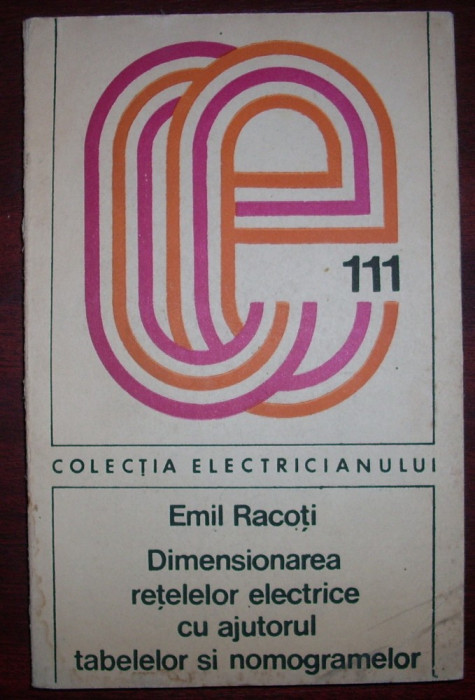 111
COLECȚIA ELECTRICIANULUI
Emil Racoți
Dimensionarea
rețelelor electrice
cu ajutorul
tabelelor si nomogramelor